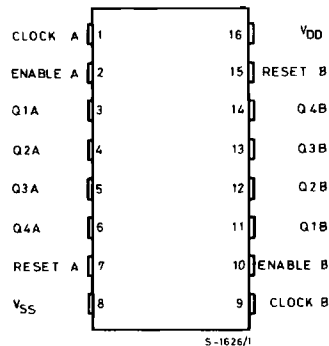 CLOCK A 1 16 VDD
ENABLE A 2 15 RESET B
Q1A 3 14 Q4B
Q2A 4 13 Q3B
Q3A 5 12 Q2B
Q4A 6 11 Q1B
RESET A 7 10 ENABLE B
VSS 8 9 CLOCK B
S-1626/1